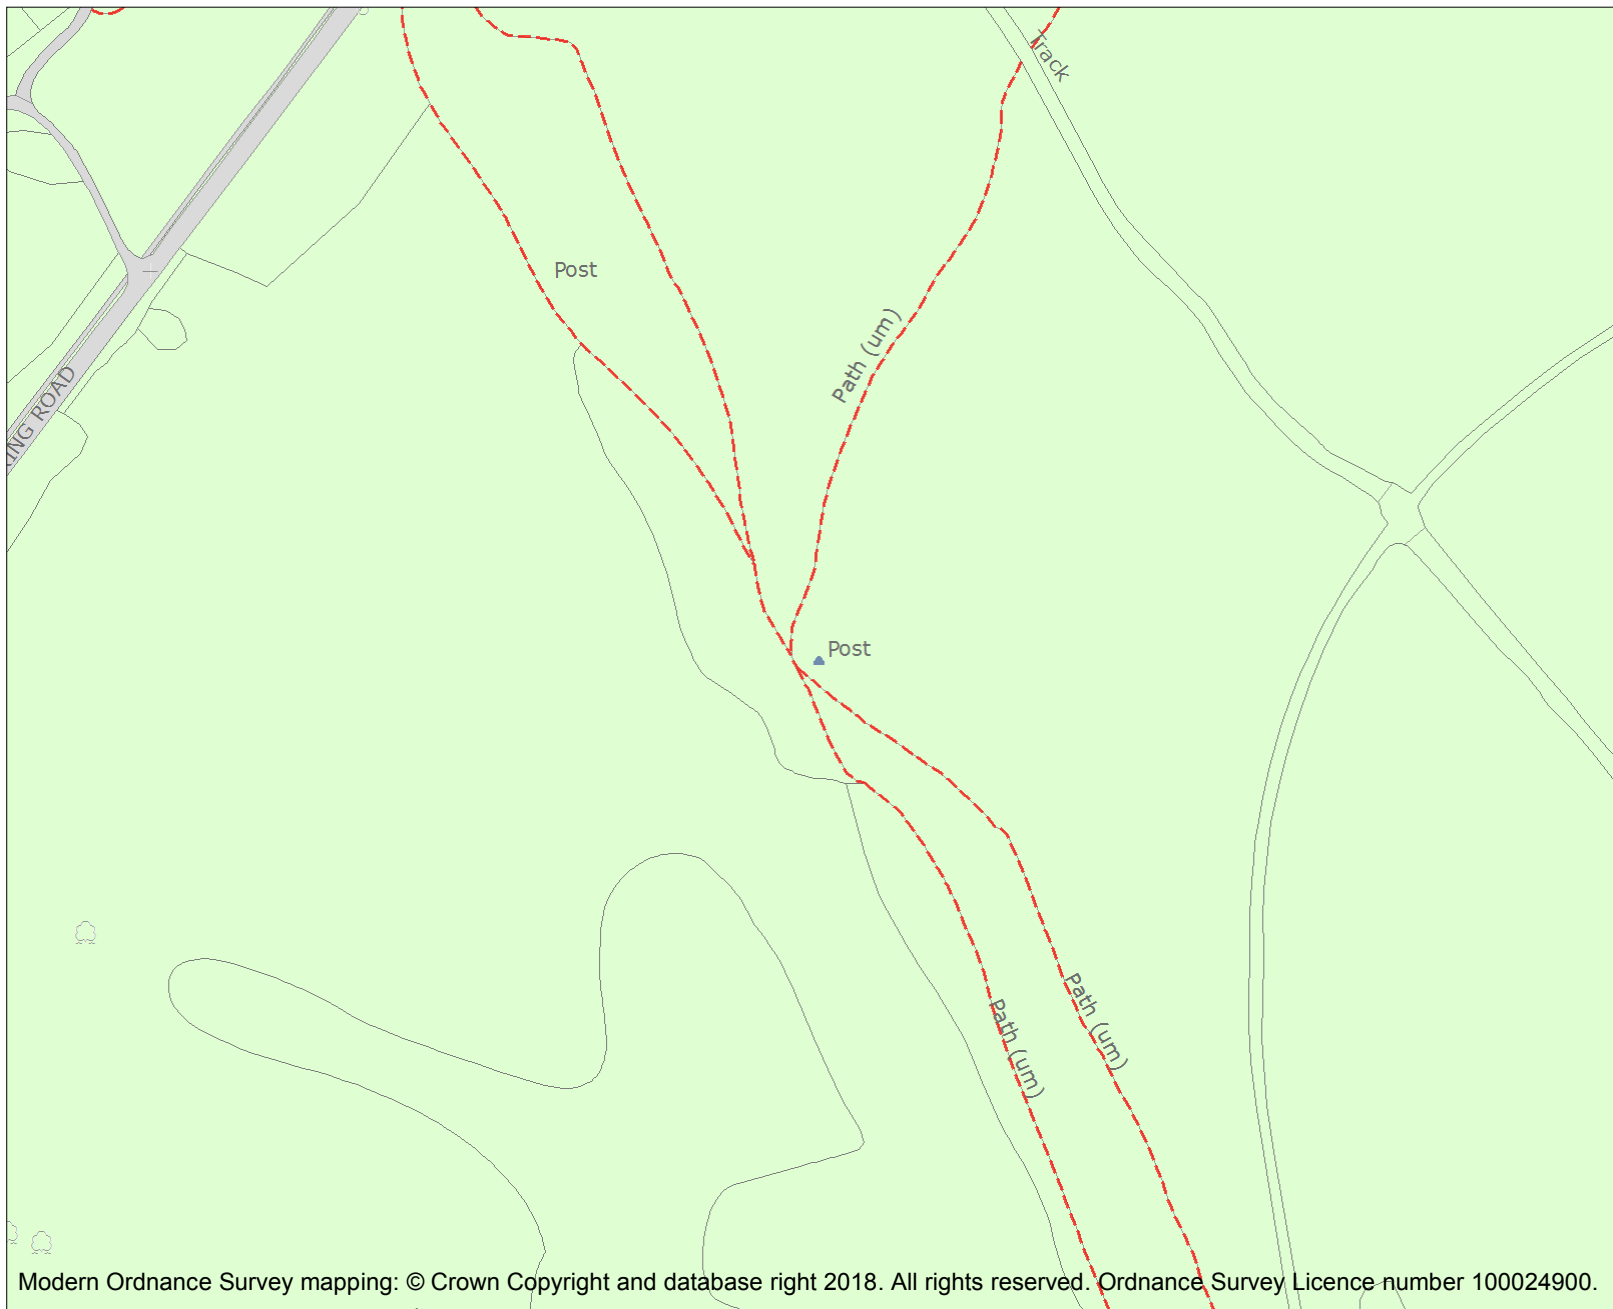 Track
Post
Path (um)
ING ROAD
Post
Path (um)
Path (um)
Modern Ordnance Survey mapping: © Crown Copyright and database right 2018. All rights reserved. Ordnance Survey Licence number 100024900.